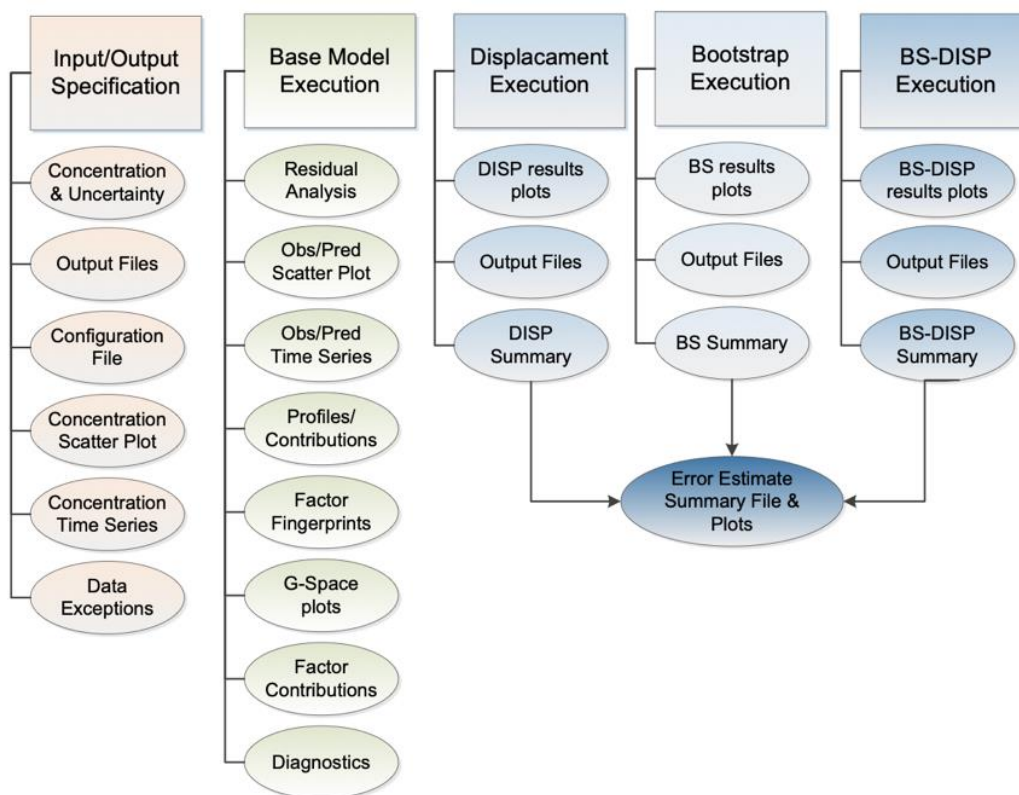 Input/Output
Specification
Concentration
& Uncertainty
Output Files
Configuration
File
Concentration
Scatter Plot
Concentration
Time Series
Data
Exceptions
Base Model
Execution
Residual
Analysis
Obs/Pred
Scatter Plot
Obs/Pred
Time Series
Profiles/
Contributions
Factor
Fingerprints
G-Space
plots
Factor
Contributions
Diagnostics
Displacament
Execution
DISP results
plots
Output Files
DISP
Summary
Bootstrap
Execution
BS results
plots
Output Files
BS Summary
BS-DISP
Execution
BS-DISP
results plots
Output Files
BS-DISP
Summary
Error Estimate
Summary File &
Plots